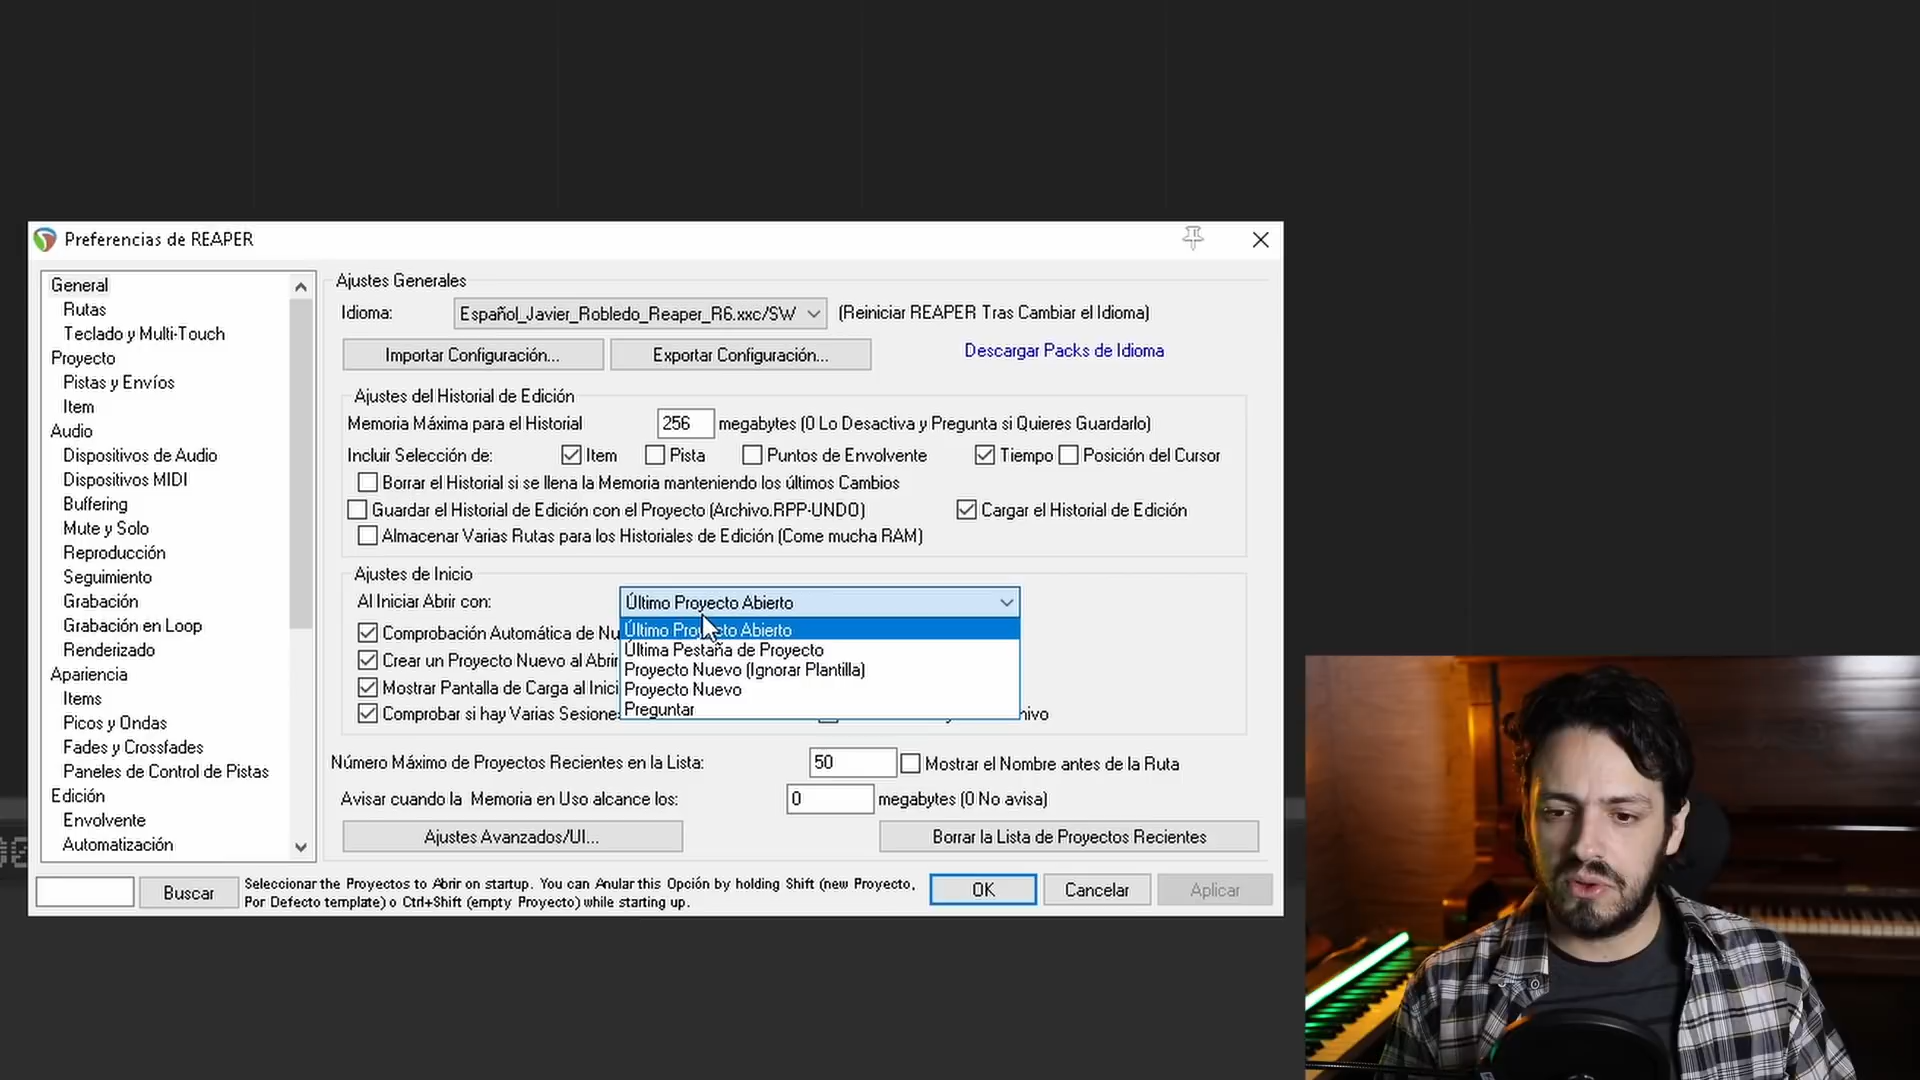 Preferencias de REAPER
General
Rutas
Teclado y Multi-Touch
Proyecto
Pistas y Envíos
Item
Audio
Dispositivos de Audio
Dispositivos MIDI
Buffering
Mute y Solo
Reproducción
Seguimiento
Grabación
Grabación en Loop
Renderizado
Apariencia
Items
Picos y Ondas
Fades y Crossfades
Paneles de Control de Pistas
Edición
Envolvente
Automatización
Ajustes Generales
Idioma: Español_Javier_Robledo_Reaper_R6.xxc/SW (Reiniciar REAPER Tras Cambiar el Idioma)
Importar Configuración... Exportar Configuración... Descargar Packs de Idioma
Ajustes del Historial de Edición
Memoria Máxima para el Historial 256 megabytes (0 Lo Desactiva y Pregunta si Quieres Guardarlo)
Incluir Selección de: Item Pista Puntos de Envolvente Tiempo Posición del Cursor
Borrar el Historial si se llena la Memoria manteniendo los últimos Cambios
Guardar el Historial de Edición con el Proyecto (Archivo.RPP-UNDO) Cargar el Historial de Edición
Almacenar Varias Rutas para los Historiales de Edición (Come mucha RAM)
Ajustes de Inicio
Al Iniciar Abrir con: Último Proyecto Abierto
Comprobación Automática de Nu
Crear un Proyecto Nuevo al Abrir
Mostrar Pantalla de Carga al Inici
Comprobar si hay Varias Sesione
Último Proyecto Abierto
Última Pestaña de Proyecto
Proyecto Nuevo (Ignorar Plantilla)
Proyecto Nuevo
Preguntar
Número Máximo de Proyectos Recientes en la Lista: 50 Mostrar el Nombre antes de la Ruta
Avisar cuando la Memoria en Uso alcance los: 0 megabytes (0 No avisa)
Ajustes Avanzados/UI... Borrar la Lista de Proyectos Recientes
Buscar
Seleccionar the Proyectos to Abrir on startup. You can Anular this Opción by holding Shift (new Proyecto,
Por Defecto template) o Ctrl+Shift (empty Proyecto) while starting up.
OK Cancelar Aplicar